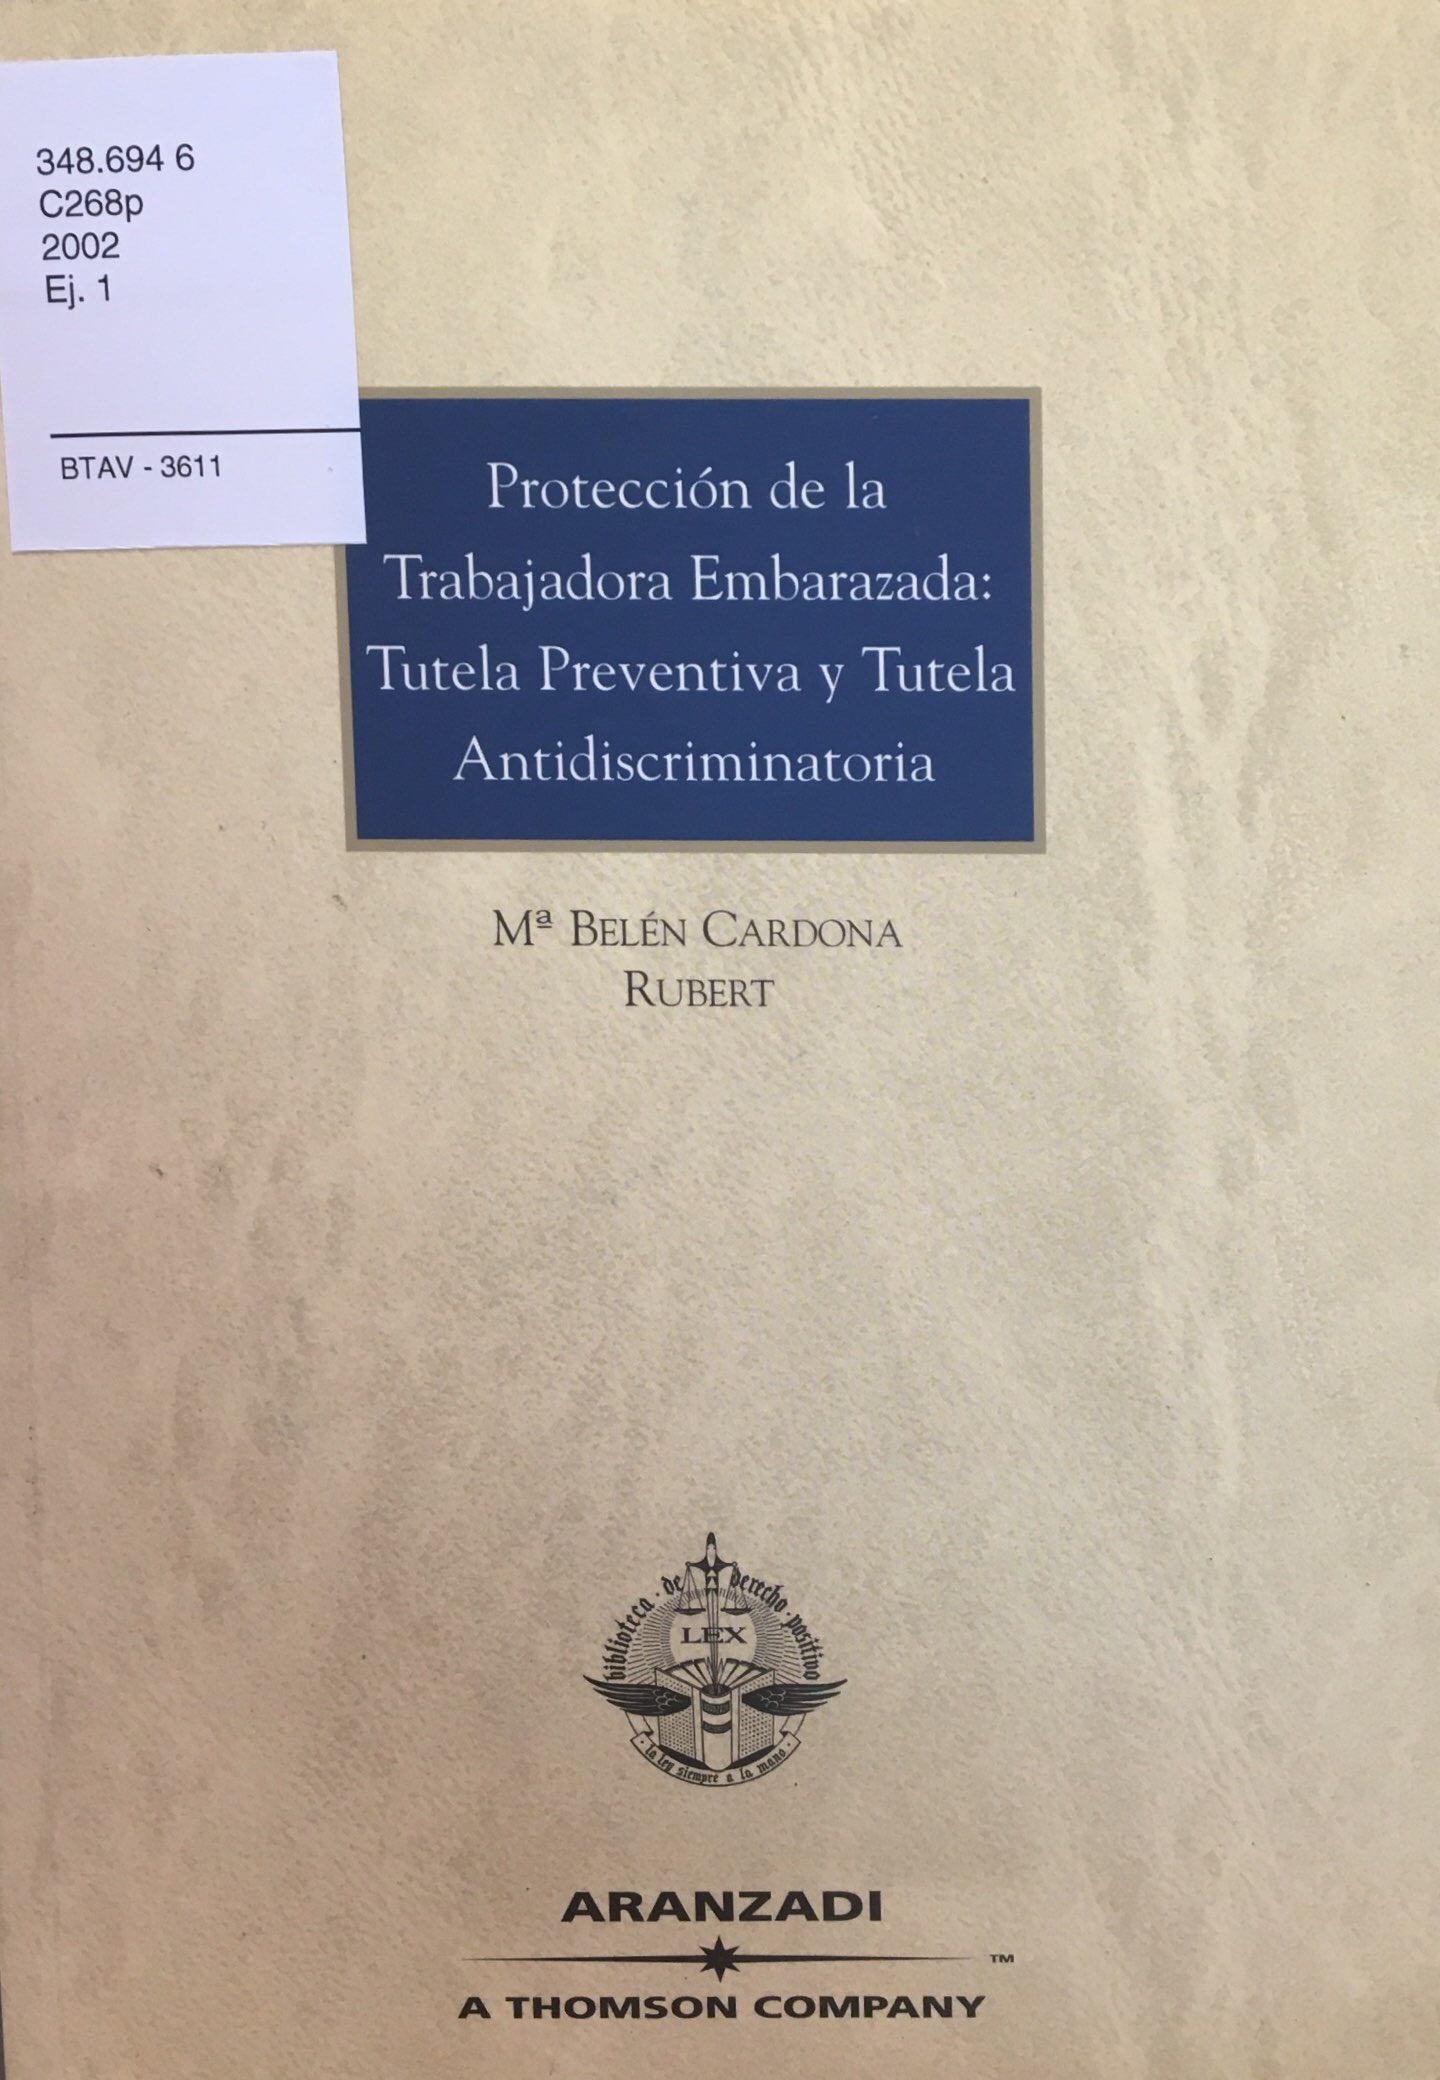 348.694 6
C268p
2002
Ej. 1
BTAV - 3611
Protección de la
Trabajadora Embarazada:
Tutela Preventiva y Tutela
Antidiscriminatoria
Mª BELÉN CARDONA
RUBERT
biblioteca · de derecho · positivo
LEX
· la ley siempre a la mano ·
ARANZADI
TM
A THOMSON COMPANY